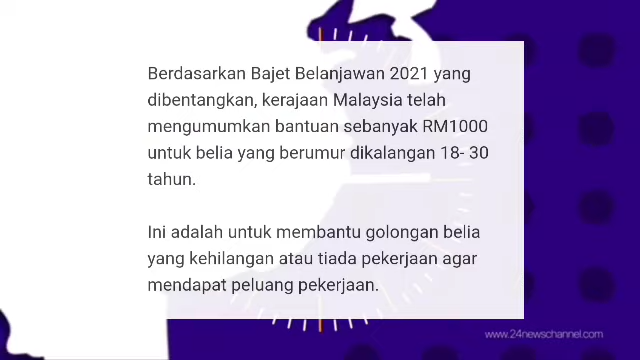 Berdasarkan Bajet Belanjawan 2021 yang
dibentangkan, kerajaan Malaysia telah
mengumumkan bantuan sebanyak RM1000
untuk belia yang berumur dikalangan 18- 30
tahun.
Ini adalah untuk membantu golongan belia
yang kehilangan atau tiada pekerjaan agar
mendapat peluang pekerjaan.
www.24newschannel.com